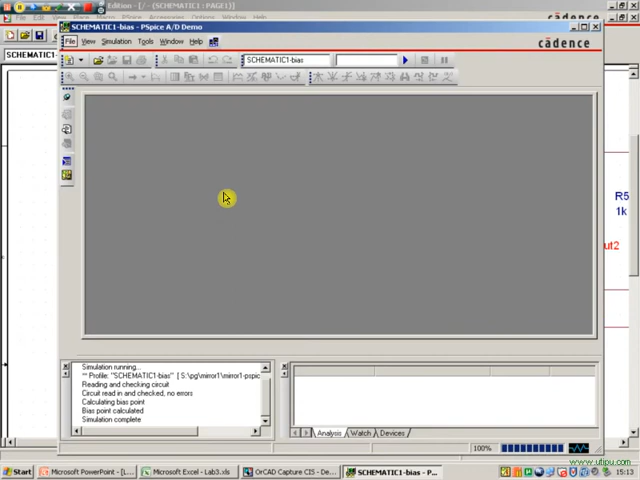 Edition - [/ - (SCHEMATIC1 : PAGE1)]
SCHEMATIC1-bias - PSpice A/D Demo
File View Simulation Tools Window Help
cādence
SCHEMATIC1-bias
SCHEMATIC1-
R5
1k
ut2
Simulation running...
** Profile: "SCHEMATIC1-bias" [ S:\pg\mirror1\mirror1-pspic
Reading and checking circuit
Circuit read in and checked, no errors
Calculating bias point
Bias point calculated
Simulation complete
Analysis Watch Devices
100%
www.utipu.com
Start Microsoft PowerPoint - [L... Microsoft Excel - Lab3.xls OrCAD Capture CIS - De... SCHEMATIC1-bias - P... 15:13